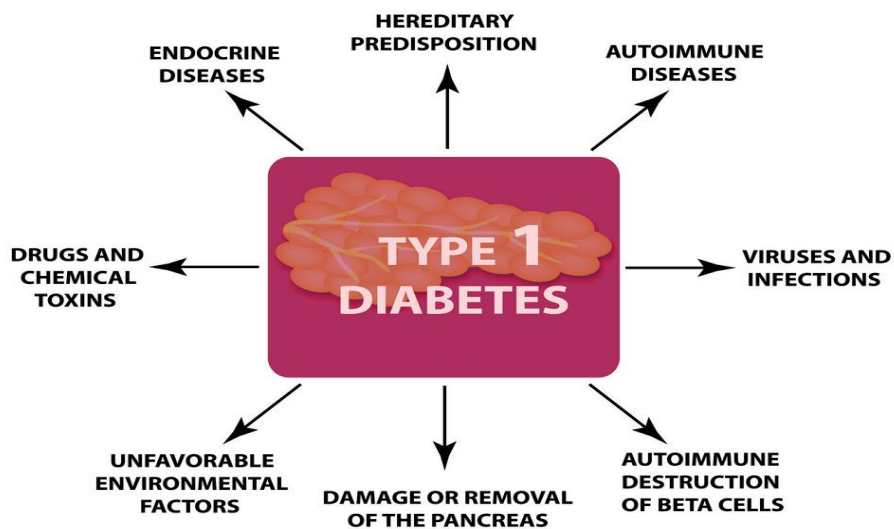 HEREDITARY
PREDISPOSITION
ENDOCRINE
DISEASES
AUTOIMMUNE
DISEASES
DRUGS AND
CHEMICAL
TOXINS
TYPE 1
DIABETES
VIRUSES AND
INFECTIONS
UNFAVORABLE
ENVIRONMENTAL
FACTORS
DAMAGE OR REMOVAL
OF THE PANCREAS
AUTOIMMUNE
DESTRUCTION
OF BETA CELLS